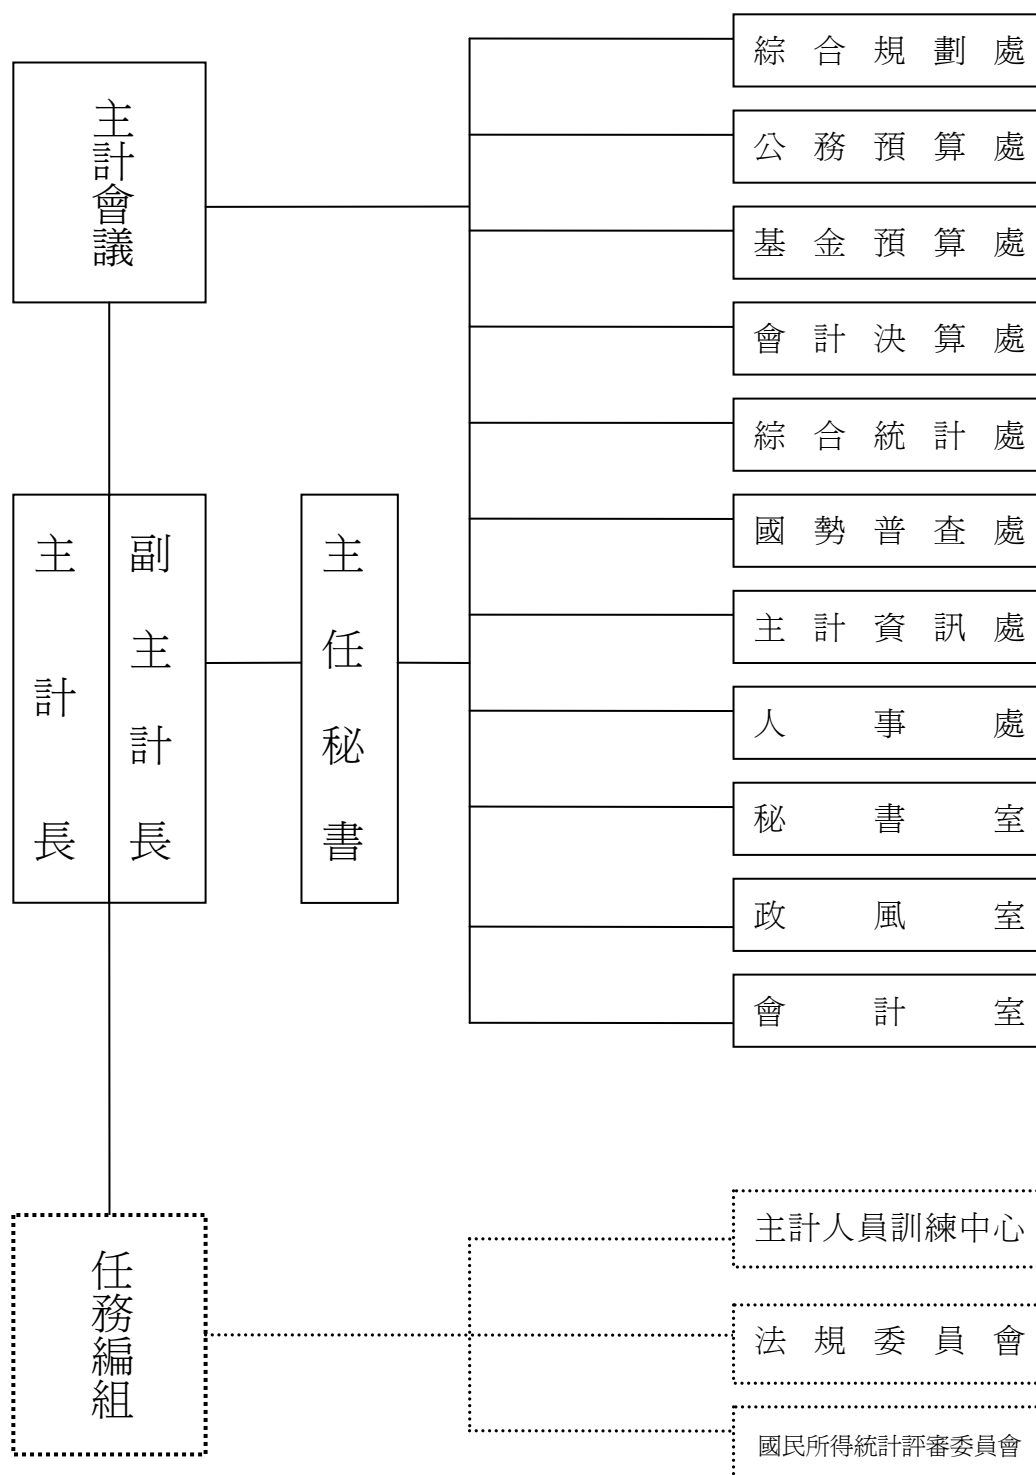 主計會議
主計長
副主計長
主任秘書
綜合規劃處
公務預算處
基金預算處
會計決算處
綜合統計處
國勢普查處
主計資訊處
人事處
秘書室
政風室
會計室
任務編組
主計人員訓練中心
法規委員會
國民所得統計評審委員會